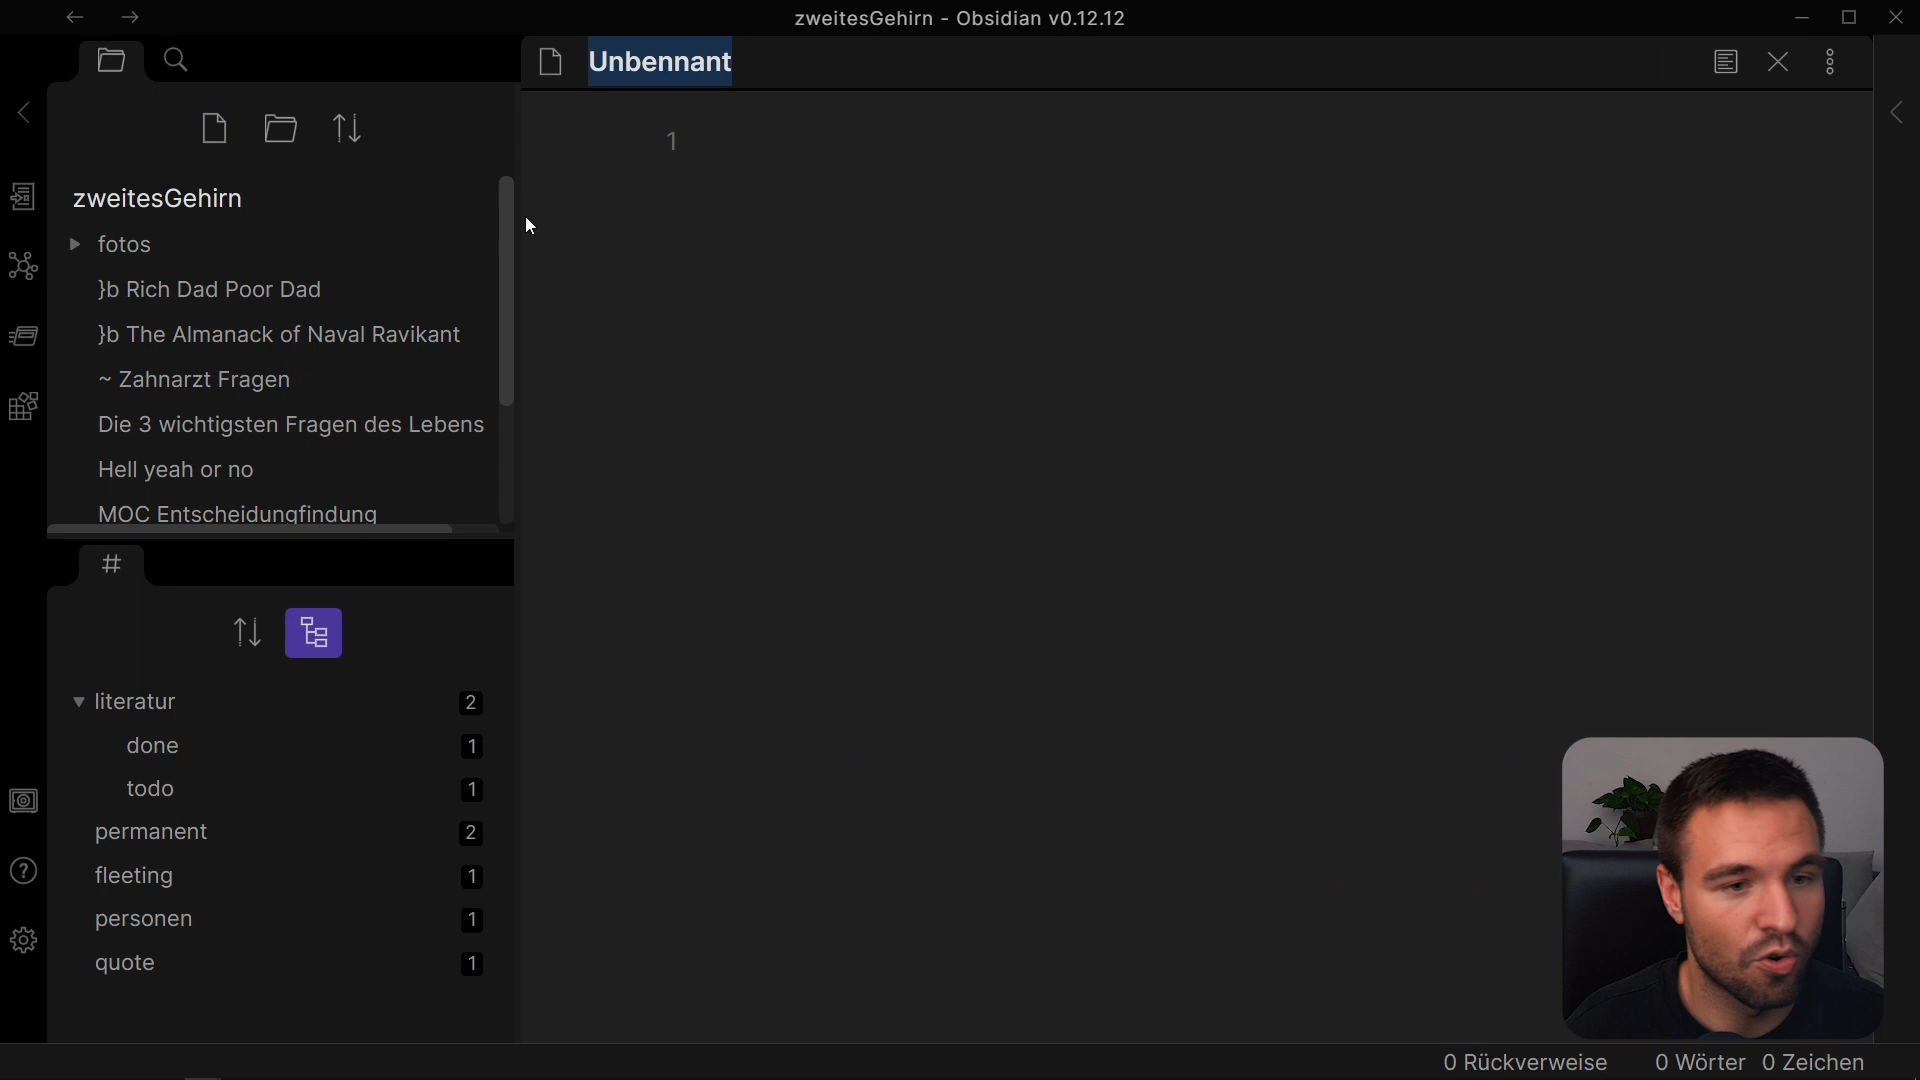 zweitesGehirn - Obsidian v0.12.12
Unbennant
1
zweitesGehirn
fotos
}b Rich Dad Poor Dad
}b The Almanack of Naval Ravikant
~ Zahnarzt Fragen
Die 3 wichtigsten Fragen des Lebens
Hell yeah or no
MOC Entscheidungfindung
#
literatur 2
done 1
todo 1
permanent 2
fleeting 1
personen 1
quote 1
0 Rückverweise 0 Wörter 0 Zeichen